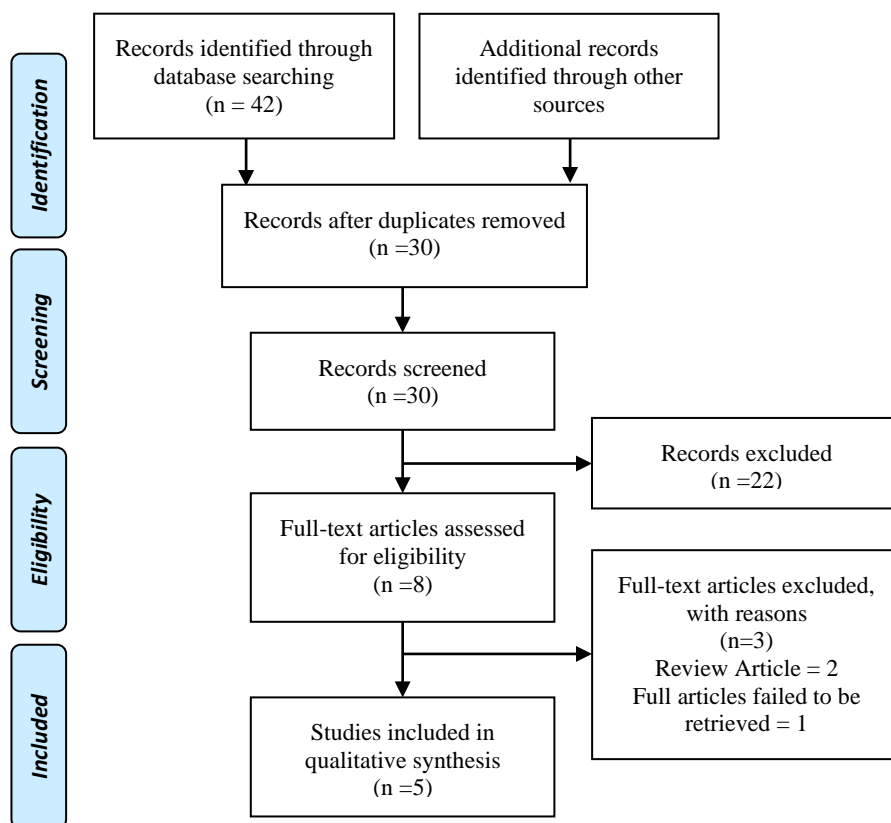 Records identified through
database searching
(n = 42)
Additional records
identified through other
sources
Identification
Records after duplicates removed
(n =30)
Screening
Records screened
(n =30)
Records excluded
(n =22)
Eligibility
Full-text articles assessed
for eligibility
(n =8)
Full-text articles excluded,
with reasons
(n=3)
Review Article = 2
Full articles failed to be
retrieved = 1
Included
Studies included in
qualitative synthesis
(n =5)